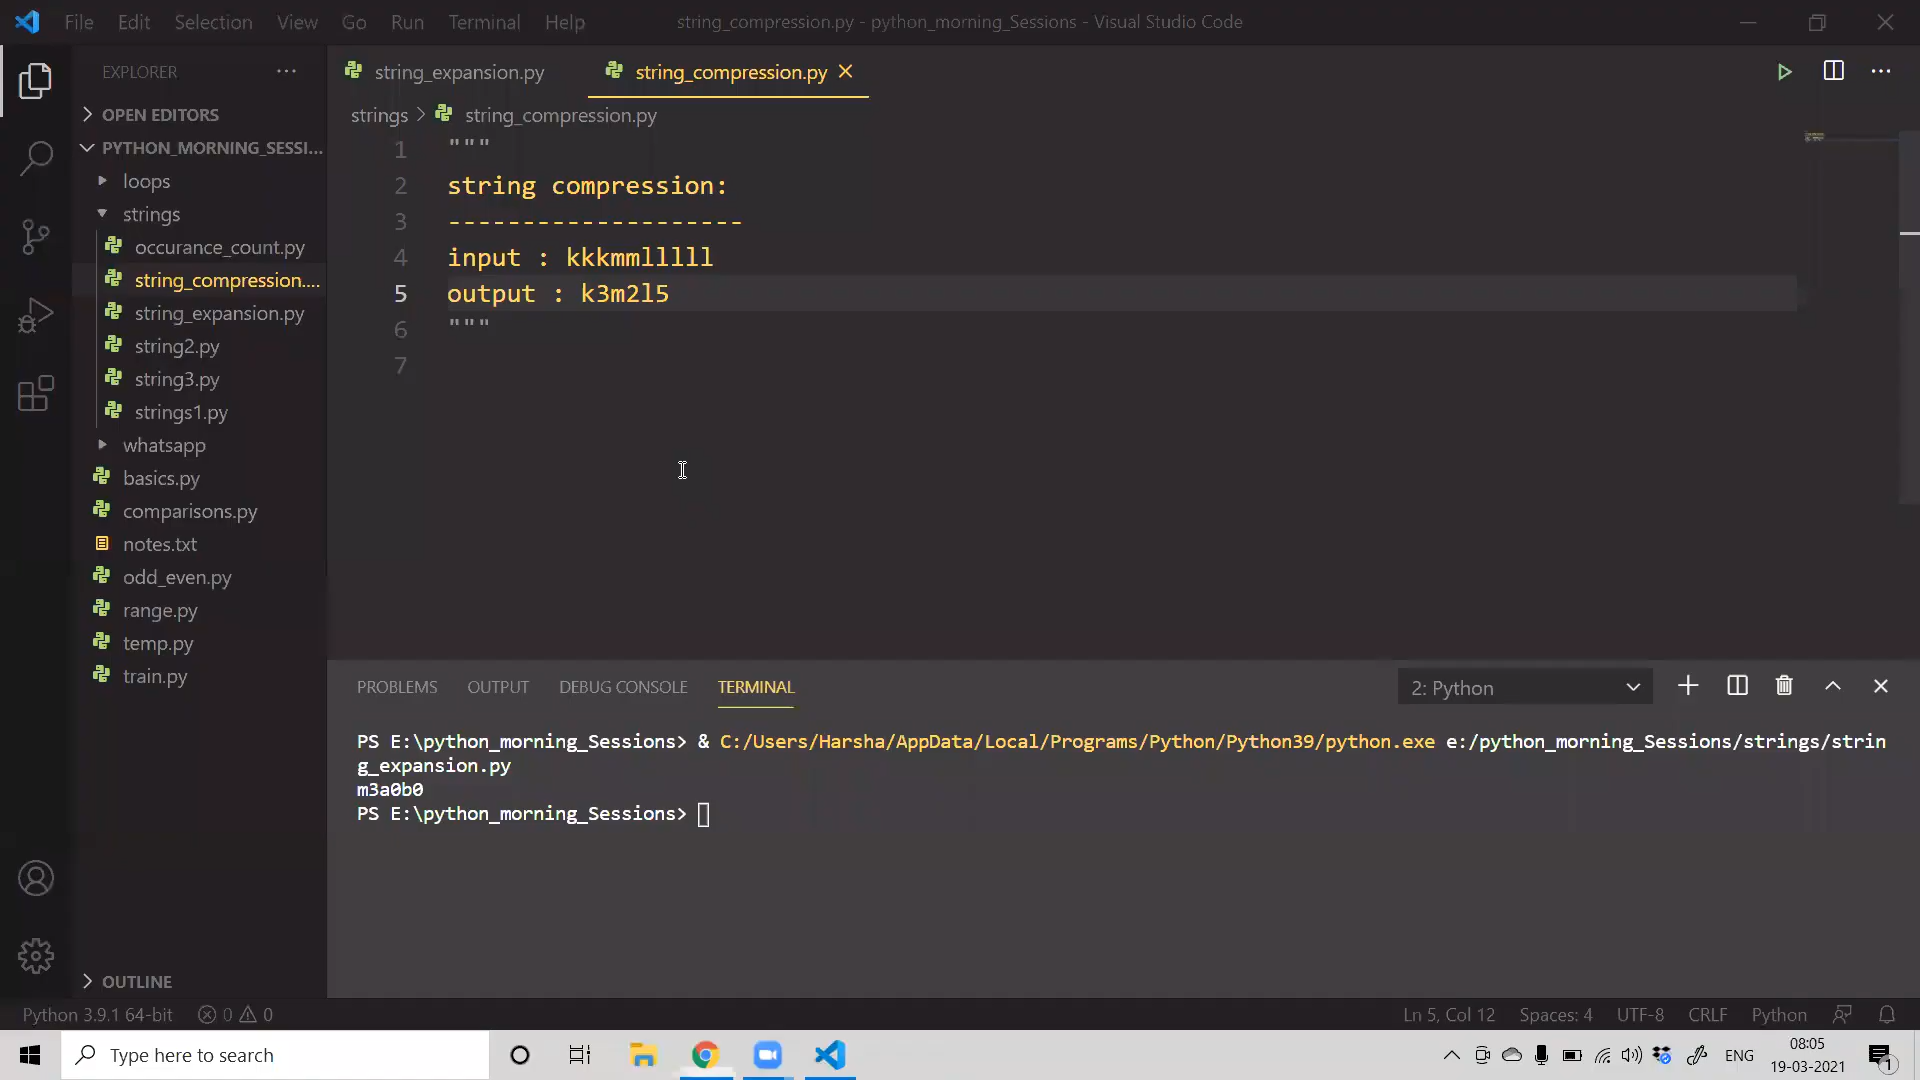 File Edit Selection View Go Run Terminal Help string_compression.py - python_morning_Sessions - Visual Studio Code
EXPLORER
string_expansion.py string_compression.py
OPEN EDITORS
strings > string_compression.py
PYTHON_MORNING_SESSI...
loops
strings
occurance_count.py
string_compression....
string_expansion.py
string2.py
string3.py
strings1.py
whatsapp
basics.py
comparisons.py
notes.txt
odd_even.py
range.py
temp.py
train.py
OUTLINE
1 """
2 string compression:
3 --------------------
4 input : kkkmmlllll
5 output : k3m2l5
6 """
7
PROBLEMS OUTPUT DEBUG CONSOLE TERMINAL 2: Python
PS E:\python_morning_Sessions> & C:/Users/Harsha/AppData/Local/Programs/Python/Python39/python.exe e:/python_morning_Sessions/strings/strin
g_expansion.py
m3a0b0
PS E:\python_morning_Sessions>
Python 3.9.1 64-bit 0 0 Ln 5, Col 12 Spaces: 4 UTF-8 CRLF Python
Type here to search
ENG
08:05
19-03-2021
1